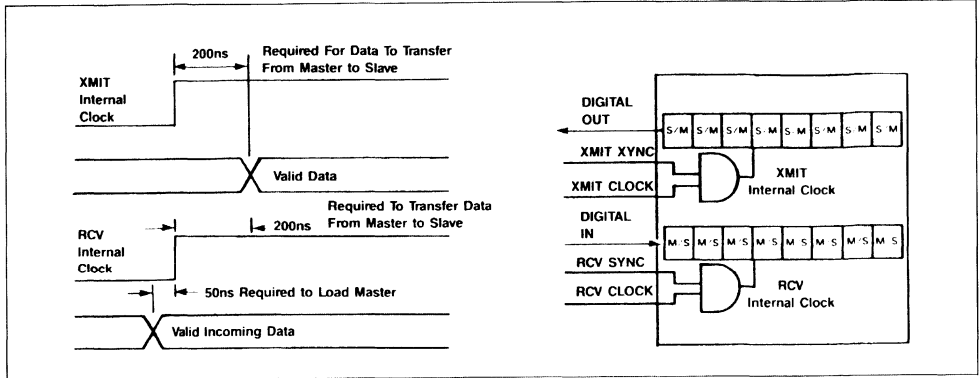 200ns
Required For Data To Transfer
From Master to Slave
XMIT
Internal
Clock
Valid Data
Required To Transfer Data
200ns From Master to Slave
RCV
Internal
Clock
50ns Required to Load Master
Valid Incoming Data
DIGITAL
OUT
S/M S/M S/M S/M S/M S/M S/M S/M
XMIT XYNC
XMIT CLOCK
XMIT
Internal Clock
DIGITAL
IN
M/S M/S M/S M/S M/S M/S M/S M/S
RCV SYNC
RCV CLOCK
RCV
Internal Clock